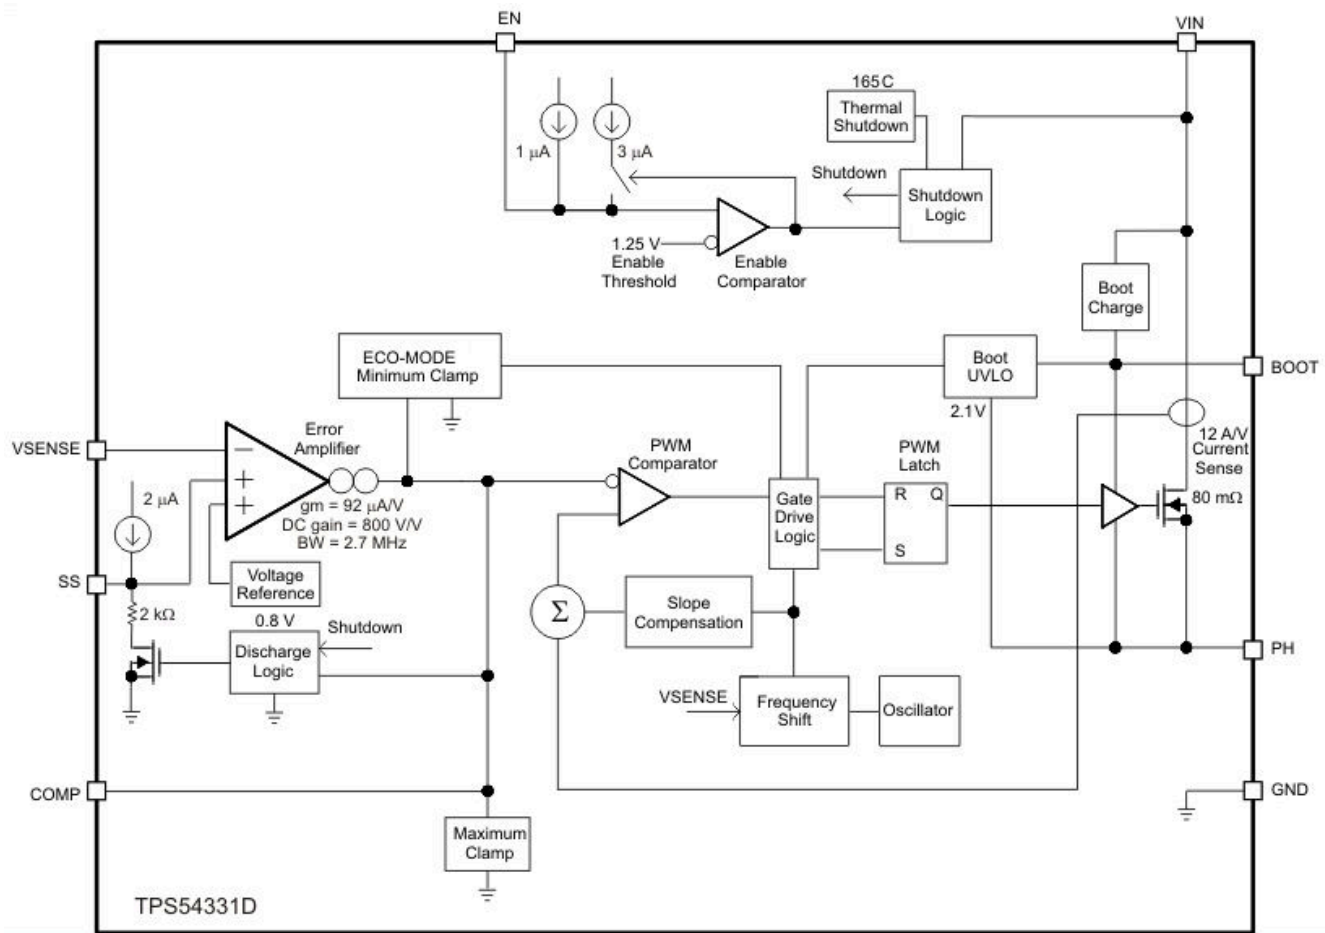 EN
VIN
165 C
Thermal
Shutdown
1 µA
3 µA
Shutdown
Shutdown
Logic
1.25 V
Enable
Threshold
Enable
Comparator
Boot
Charge
ECO-MODE
Minimum Clamp
Boot
UVLO
2.1V
BOOT
VSENSE
Error
Amplifier
PWM
Comparator
PWM
Latch
12 A/V
Current
Sense
80 mΩ
2 µA
−
+
+
gm = 92 µA/V
DC gain = 800 V/V
BW = 2.7 MHz
Gate
Drive
Logic
R Q
S
SS
Voltage
Reference
2 kΩ
0.8 V
Shutdown
Discharge
Logic
Σ
Slope
Compensation
PH
VSENSE
Frequency
Shift
Oscillator
COMP
GND
Maximum
Clamp
TPS54331D